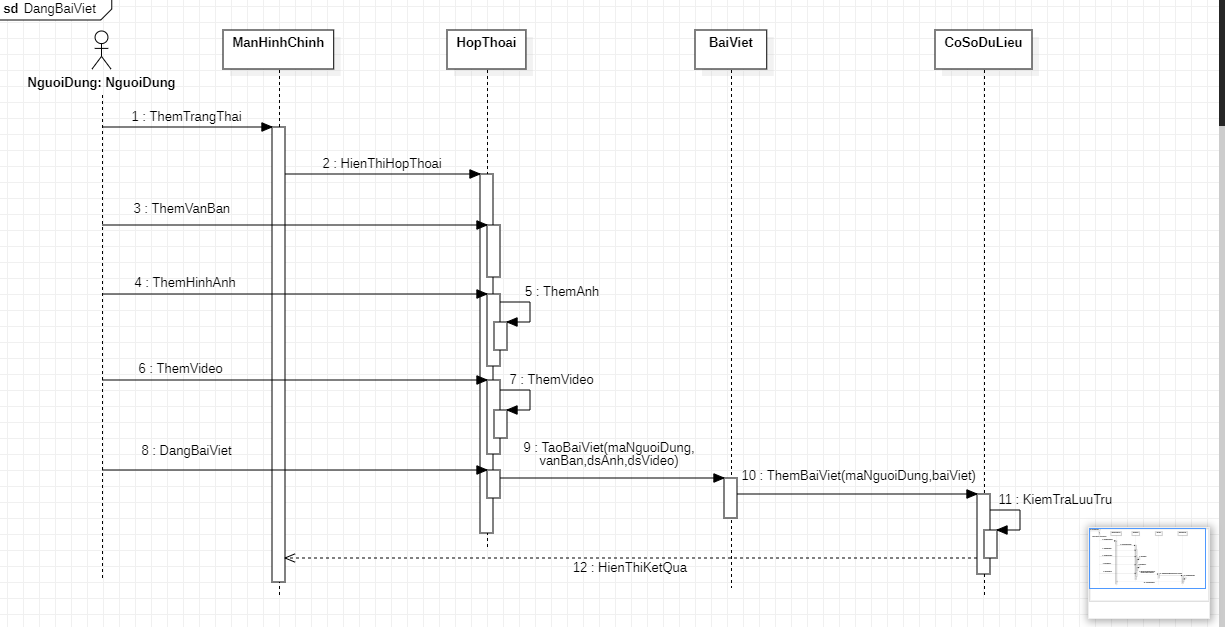 sd DangBaiViet
ManHinhChinh
HopThoai
BaiViet
CoSoDuLieu
NguoiDung: NguoiDung
1 : ThemTrangThai
2 : HienThiHopThoai
3 : ThemVanBan
4 : ThemHinhAnh
5 : ThemAnh
6 : ThemVideo
7 : ThemVideo
8 : DangBaiViet
9 : TaoBaiViet(maNguoiDung,
vanBan,dsAnh,dsVideo)
10 : ThemBaiViet(maNguoiDung,baiViet)
11 : KiemTraLuuTru
12 : HienThiKetQua